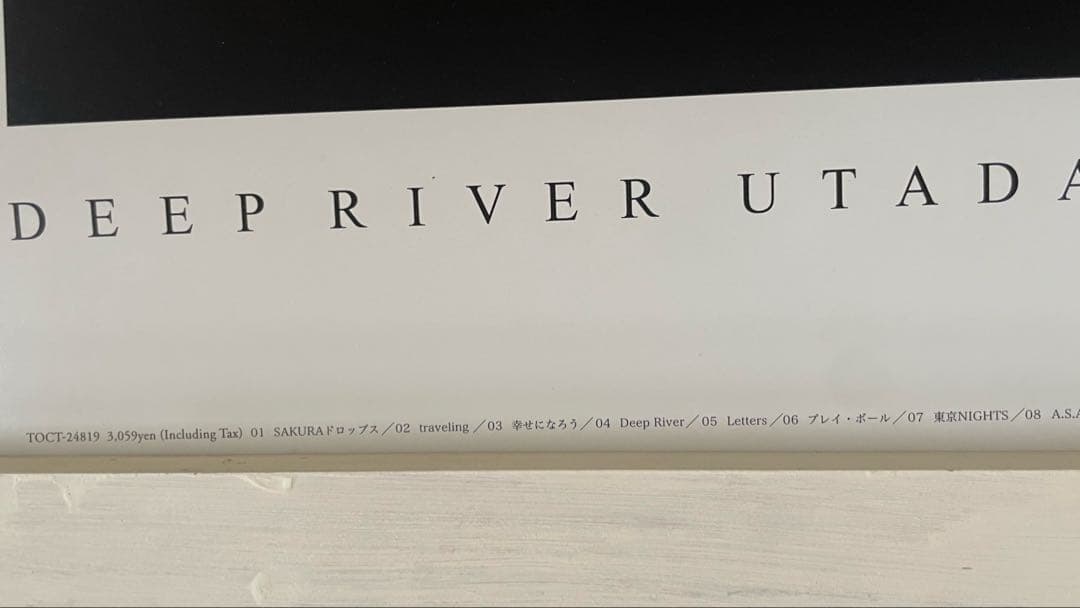 DEEP RIVER UTADA
TOCT-24819 3,059yen (Including Tax) 01 SAKURAドロップス／02 traveling／03 幸せになろう／04 Deep River／05 Letters／06 プレイ・ボール／07 東京NIGHTS／08 A.S.A